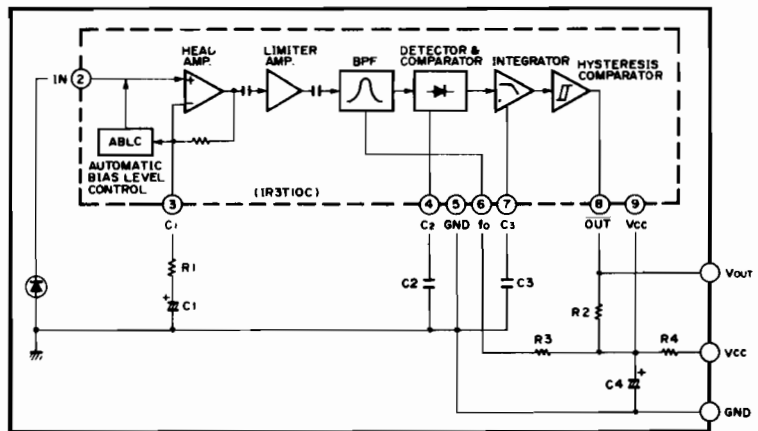 HEAD AMP.
LIMITER AMP.
BPF
DETECTOR & COMPARATOR
INTEGRATOR
HYSTERESIS COMPARATOR
IN 2
+
−
ABLC
AUTOMATIC BIAS LEVEL CONTROL
(IR3T10C)
3 4 5 6 7 8 9
C1 C2 GND fo C3 OUT Vcc
R1
+ C1
C2
C3
R2
VOUT
R3
R4
VCC
C4 +
GND